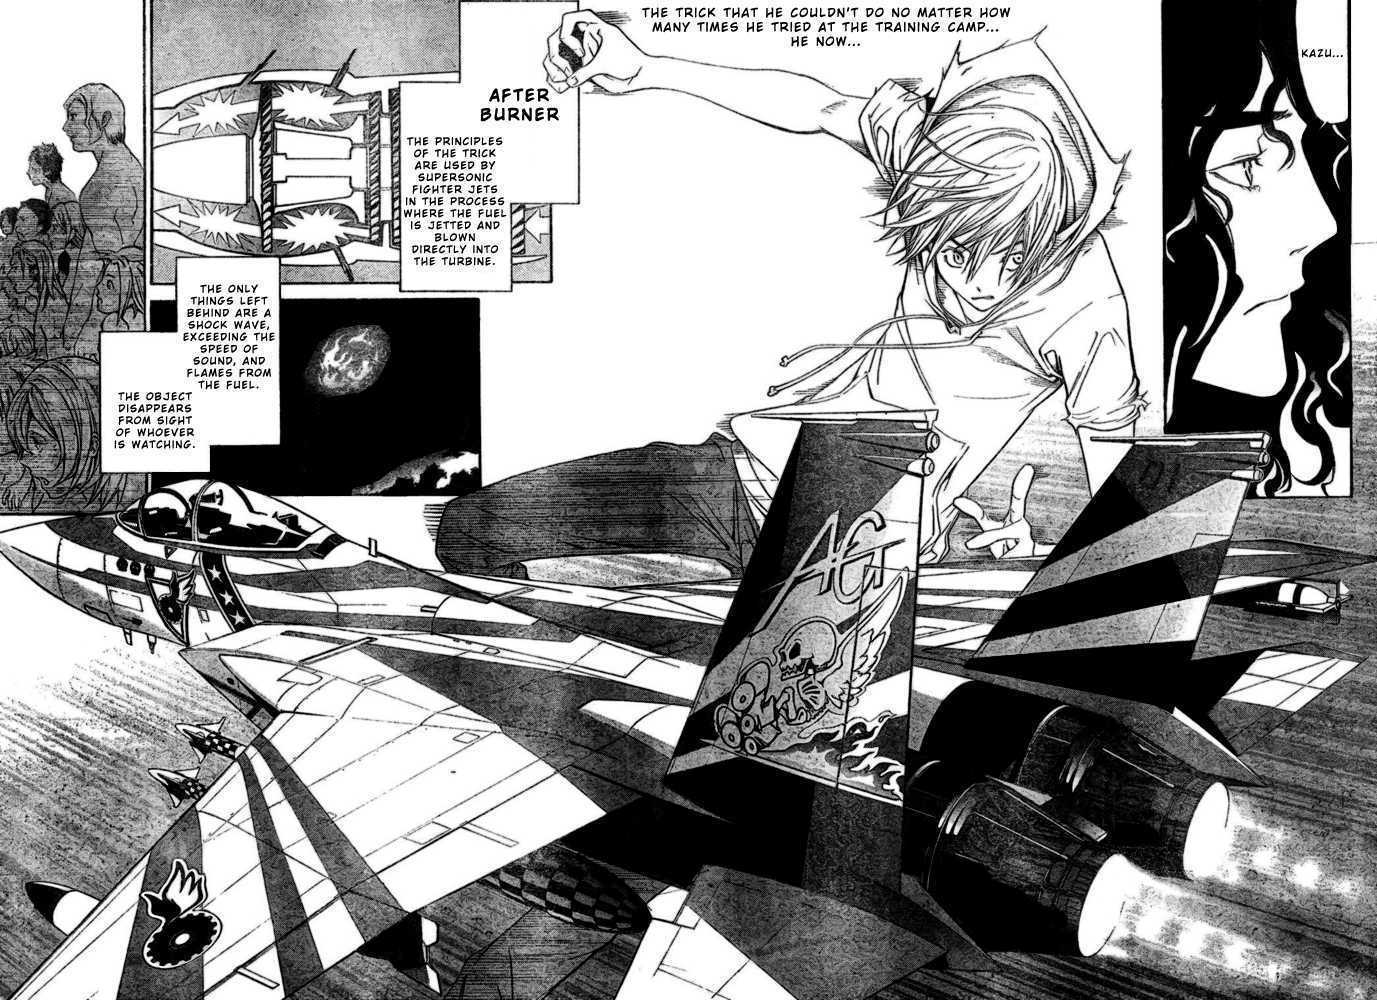 KAZU...
THE TRICK THAT HE COULDN'T DO NO MATTER HOW
MANY TIMES HE TRIED AT THE TRAINING CAMP...
HE NOW...
AFTER
BURNER
THE PRINCIPLES
OF THE TRICK
ARE USED BY
SUPERSONIC
FIGHTER JETS
IN THE PROCESS
WHERE THE FUEL
IS JETTED AND
BLOWN
DIRECTLY INTO
THE TURBINE.
THE ONLY
THINGS LEFT
BEHIND ARE A
SHOCK WAVE,
EXCEEDING THE
SPEED OF
SOUND, AND
FLAMES FROM
THE FUEL.
THE OBJECT
DISAPPEARS
FROM SIGHT
OF WHOEVER
IS WATCHING.